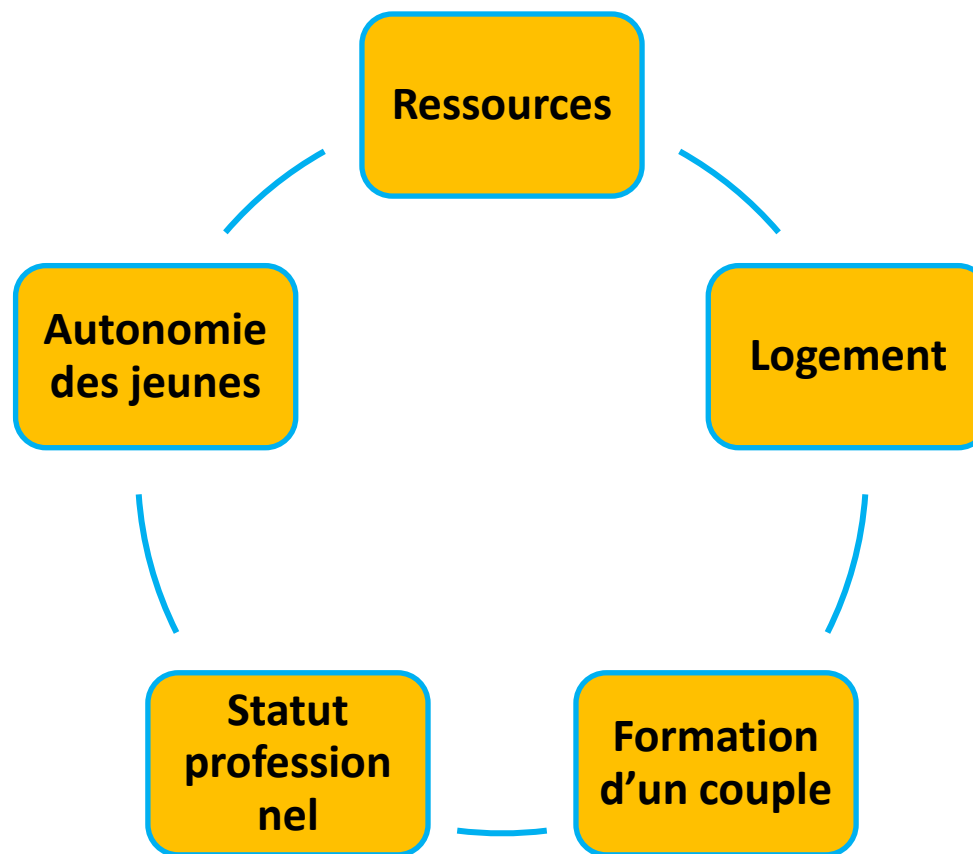 Ressources
Autonomie
des jeunes
Logement
Statut
profession
nel
Formation
d’un couple